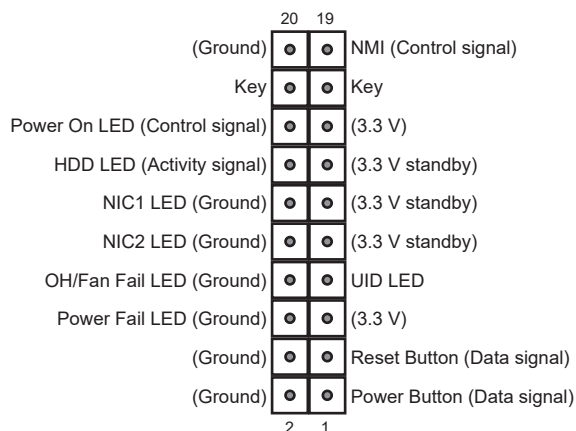 20 19
(Ground) NMI (Control signal)
Key Key
Power On LED (Control signal) (3.3 V)
HDD LED (Activity signal) (3.3 V standby)
NIC1 LED (Ground) (3.3 V standby)
NIC2 LED (Ground) (3.3 V standby)
OH/Fan Fail LED (Ground) UID LED
Power Fail LED (Ground) (3.3 V)
(Ground) Reset Button (Data signal)
(Ground) Power Button (Data signal)
2 1